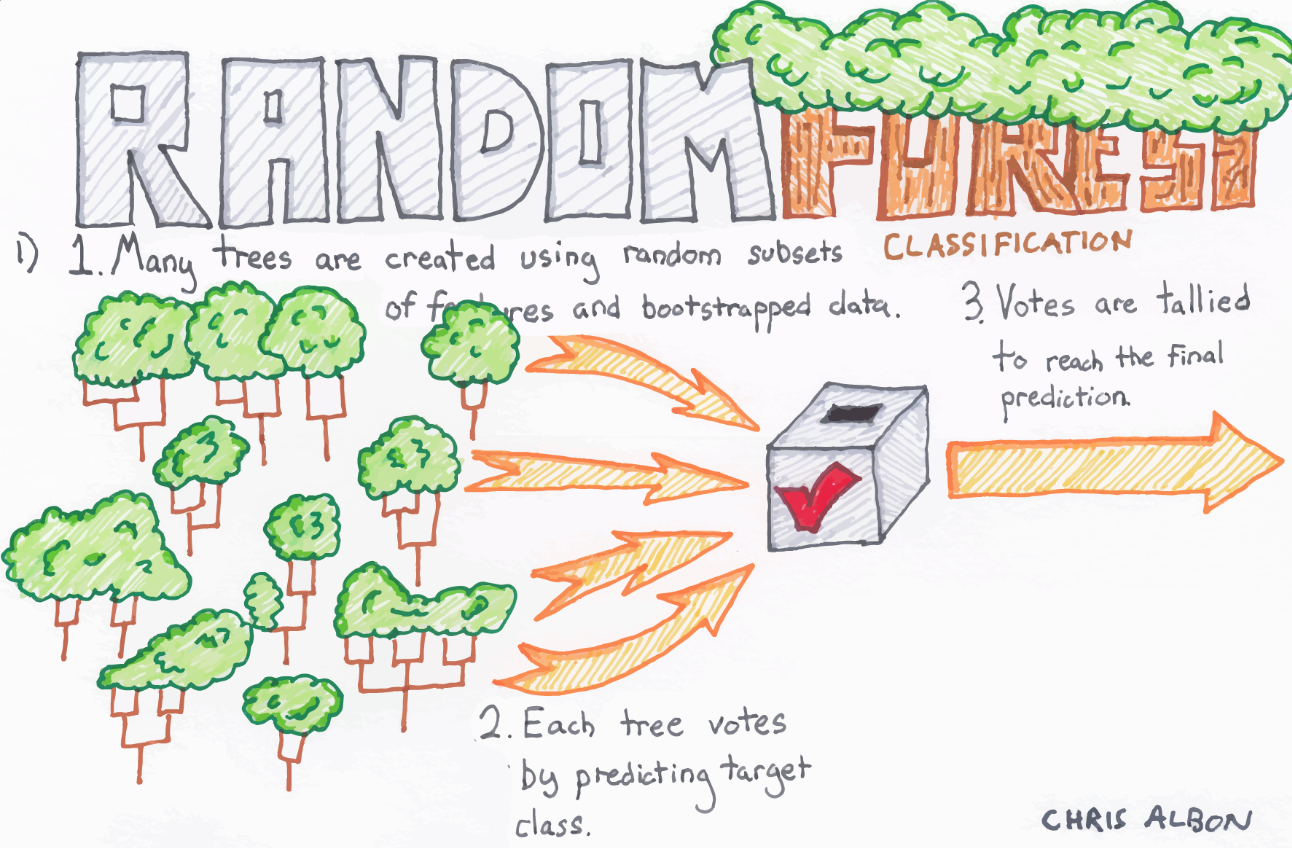 RANDOM FOREST
CLASSIFICATION
1) 1. Many trees are created using random subsets
of features and bootstrapped data.
3. Votes are tallied
to reach the final
prediction.
2. Each tree votes
by predicting target
class.
CHRIS ALBON